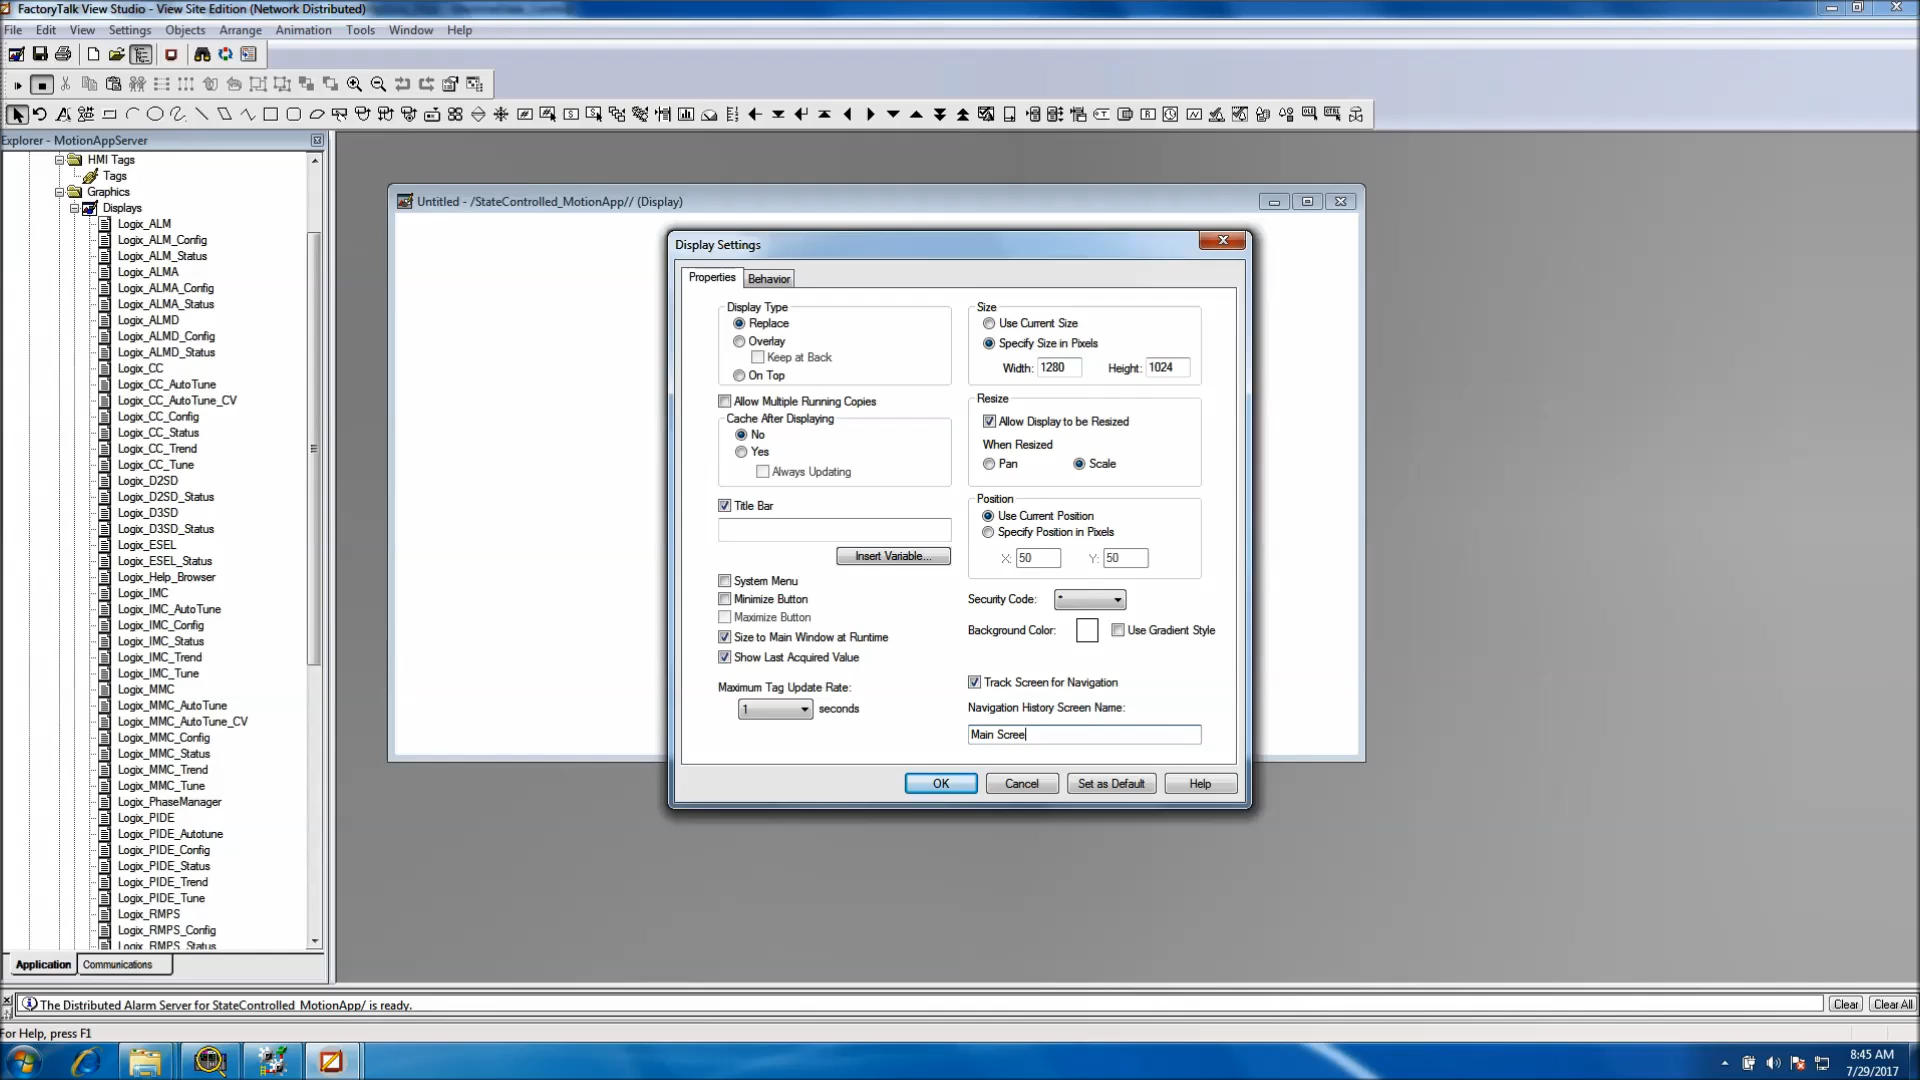 FactoryTalk View Studio - View Site Edition (Network Distributed)
File Edit View Settings Objects Arrange Animation Tools Window Help
Explorer - MotionAppServer
HMI Tags
Tags
Graphics
Displays
Logix_ALM
Logix_ALM_Config
Logix_ALM_Status
Logix_ALMA
Logix_ALMA_Config
Logix_ALMA_Status
Logix_ALMD
Logix_ALMD_Config
Logix_ALMD_Status
Logix_CC
Logix_CC_AutoTune
Logix_CC_AutoTune_CV
Logix_CC_Config
Logix_CC_Status
Logix_CC_Trend
Logix_CC_Tune
Logix_D2SD
Logix_D2SD_Status
Logix_D3SD
Logix_D3SD_Status
Logix_ESEL
Logix_ESEL_Status
Logix_Help_Browser
Logix_IMC
Logix_IMC_AutoTune
Logix_IMC_Config
Logix_IMC_Status
Logix_IMC_Trend
Logix_IMC_Tune
Logix_MMC
Logix_MMC_AutoTune
Logix_MMC_AutoTune_CV
Logix_MMC_Config
Logix_MMC_Status
Logix_MMC_Trend
Logix_MMC_Tune
Logix_PhaseManager
Logix_PIDE
Logix_PIDE_Autotune
Logix_PIDE_Config
Logix_PIDE_Status
Logix_PIDE_Trend
Logix_PIDE_Tune
Logix_RMPS
Logix_RMPS_Config
Logix_RMPS_Status
Application Communications
Untitled - /StateControlled_MotionApp// (Display)
Display Settings
Properties Behavior
Display Type
Replace
Overlay
Keep at Back
On Top
Allow Multiple Running Copies
Cache After Displaying
No
Yes
Always Updating
Title Bar
Insert Variable...
System Menu
Minimize Button
Maximize Button
Size to Main Window at Runtime
Show Last Acquired Value
Maximum Tag Update Rate:
1 seconds
Size
Use Current Size
Specify Size in Pixels
Width: 1280 Height: 1024
Resize
Allow Display to be Resized
When Resized
Pan Scale
Position
Use Current Position
Specify Position in Pixels
X: 50 Y: 50
Security Code: *
Background Color: Use Gradient Style
Track Screen for Navigation
Navigation History Screen Name:
Main Scree
OK Cancel Set as Default Help
The Distributed Alarm Server for StateControlled_MotionApp/ is ready.
Clear Clear All
For Help, press F1
8:45 AM
7/29/2017